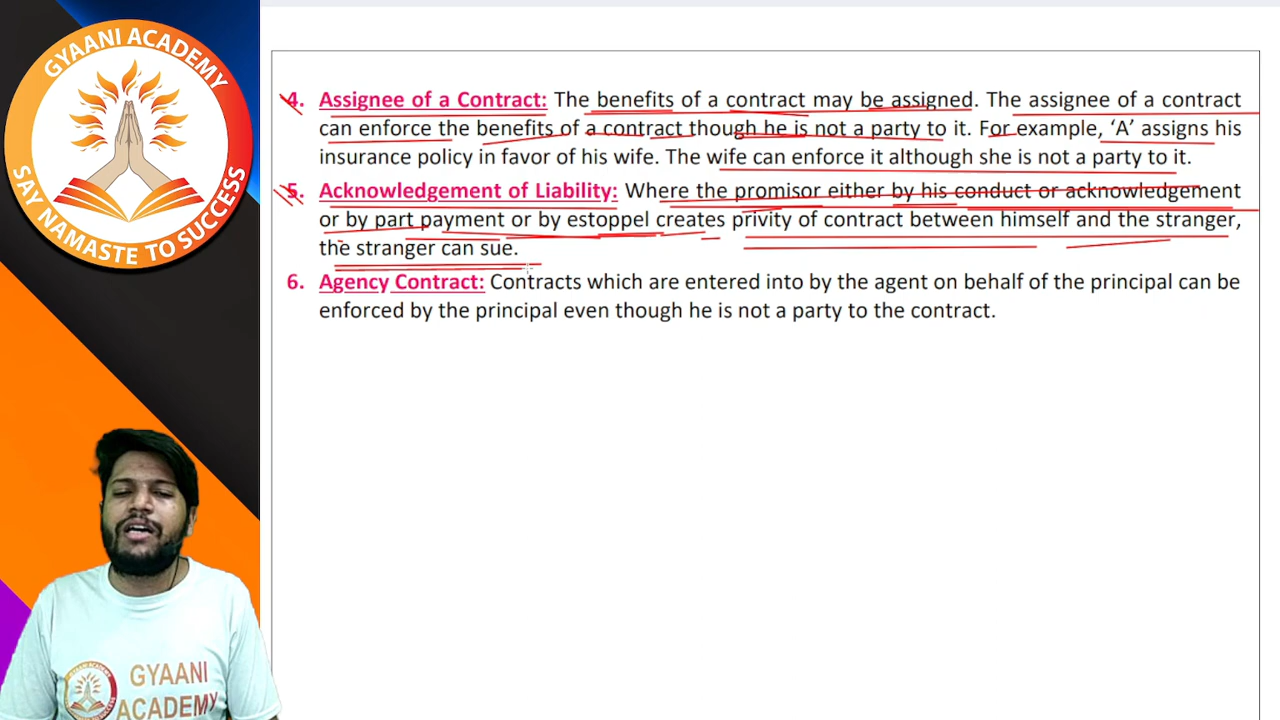 GYAANI ACADEMY
SAY NAMASTE TO SUCCESS
4. Assignee of a Contract: The benefits of a contract may be assigned. The assignee of a contract
can enforce the benefits of a contract though he is not a party to it. For example, ‘A’ assigns his
insurance policy in favor of his wife. The wife can enforce it although she is not a party to it.
5. Acknowledgement of Liability: Where the promisor either by his conduct or acknowledgement
or by part payment or by estoppel creates privity of contract between himself and the stranger,
the stranger can sue.
6. Agency Contract: Contracts which are entered into by the agent on behalf of the principal can be
enforced by the principal even though he is not a party to the contract.
GYAANI
ACADEMY